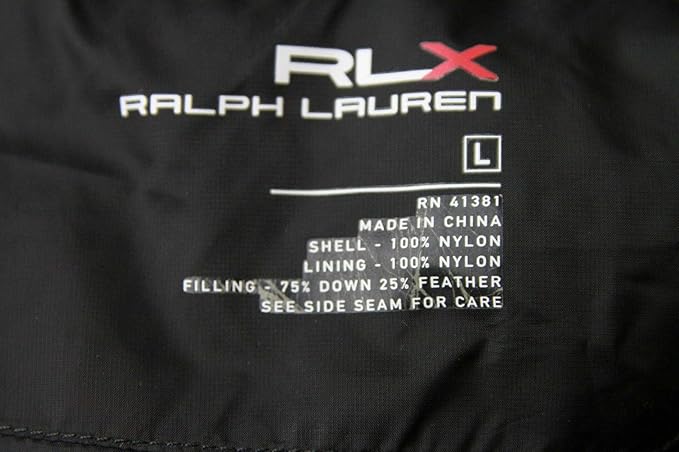 RLX
RALPH LAUREN
L
RN 41381
MADE IN CHINA
SHELL - 100% NYLON
LINING - 100% NYLON
FILLING - 75% DOWN 25% FEATHER
SEE SIDE SEAM FOR CARE